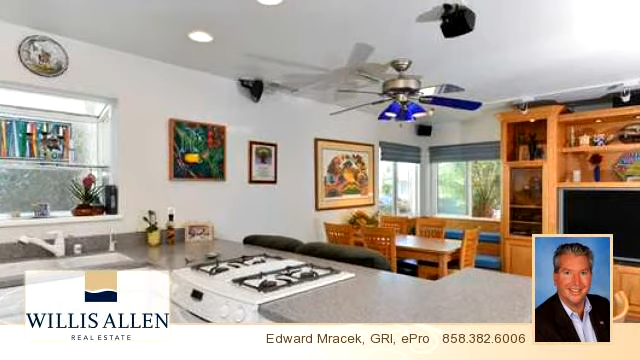 WILLIS ALLEN
REAL ESTATE
Edward Mracek, GRI, ePro 858.382.6006